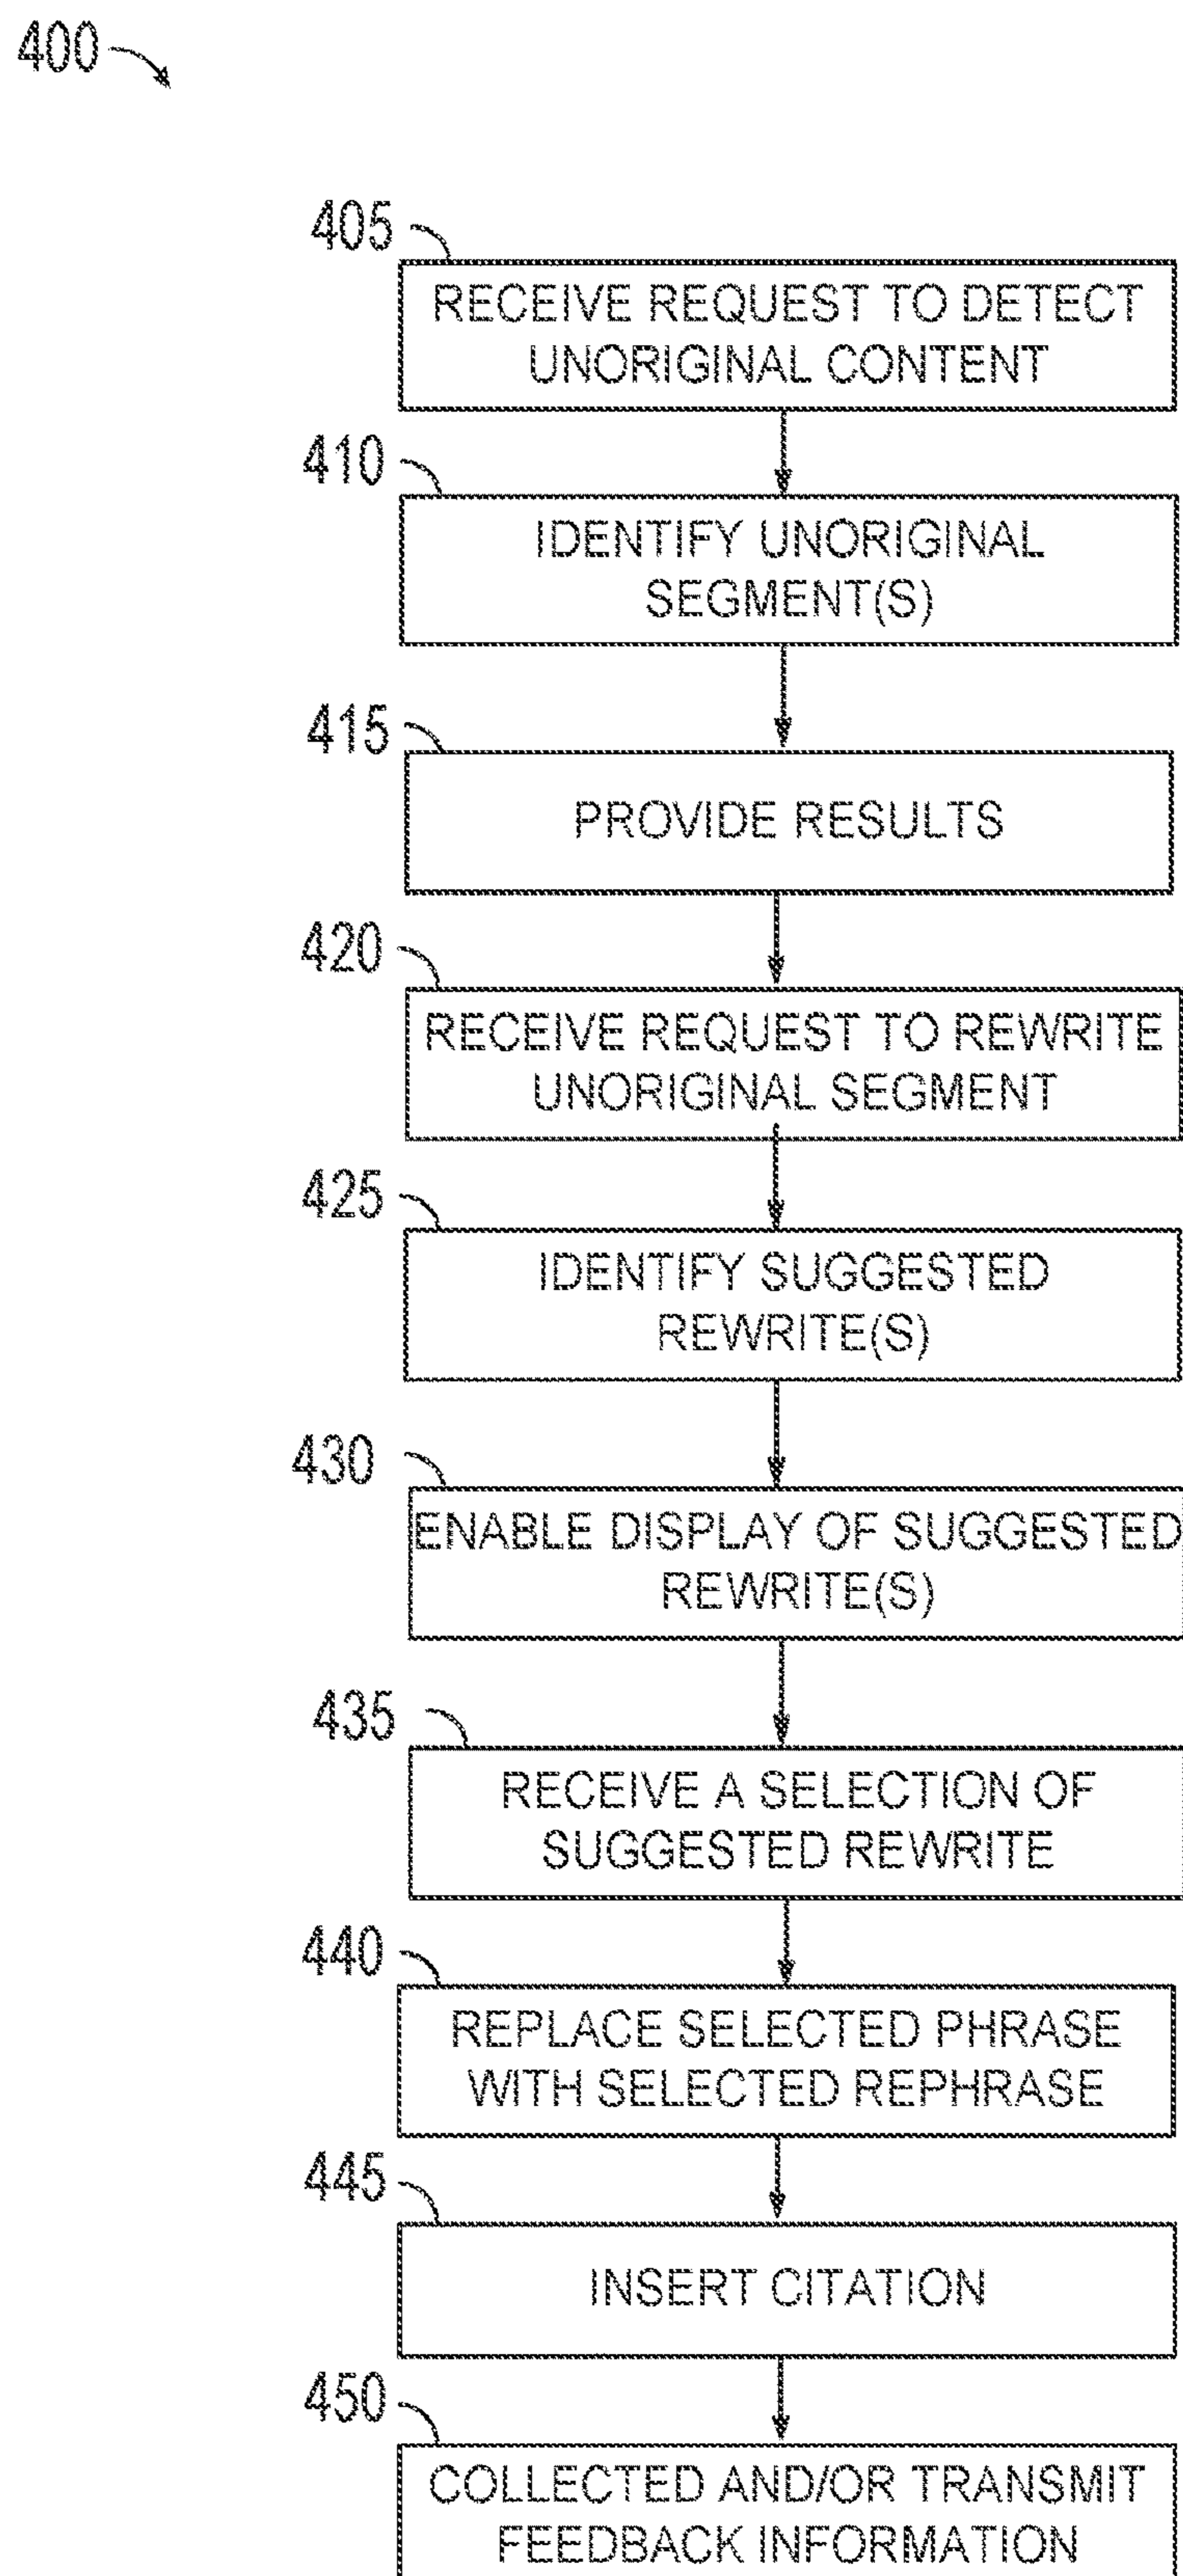 400
405
RECEIVE REQUEST TO DETECT
UNORIGINAL CONTENT
410
IDENTIFY UNORIGINAL
SEGMENT(S)
415
PROVIDE RESULTS
420
RECEIVE REQUEST TO REWRITE
UNORIGINAL SEGMENT
425
IDENTIFY SUGGESTED
REWRITE(S)
430
ENABLE DISPLAY OF SUGGESTED
REWRITE(S)
435
RECEIVE A SELECTION OF
SUGGESTED REWRITE
440
REPLACE SELECTED PHRASE
WITH SELECTED REPHRASE
445
INSERT CITATION
450
COLLECTED AND/OR TRANSMIT
FEEDBACK INFORMATION